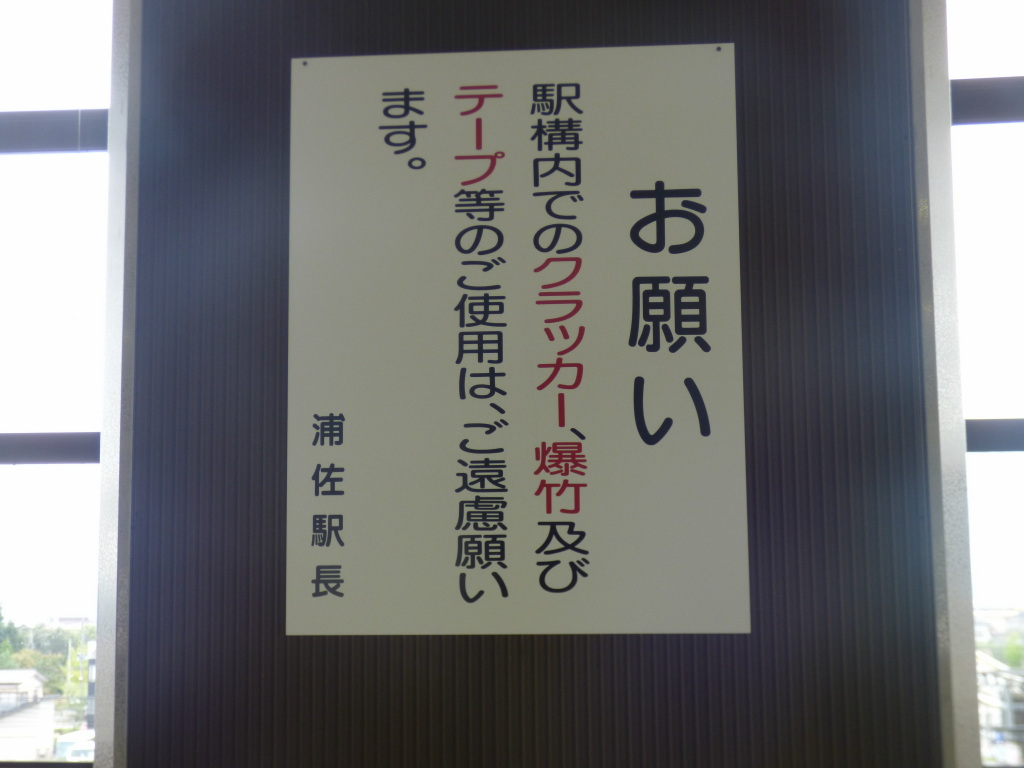 お願い
駅構内でのクラッカー、爆竹及び
テープ等のご使用は、ご遠慮願い
ます。
浦佐駅長